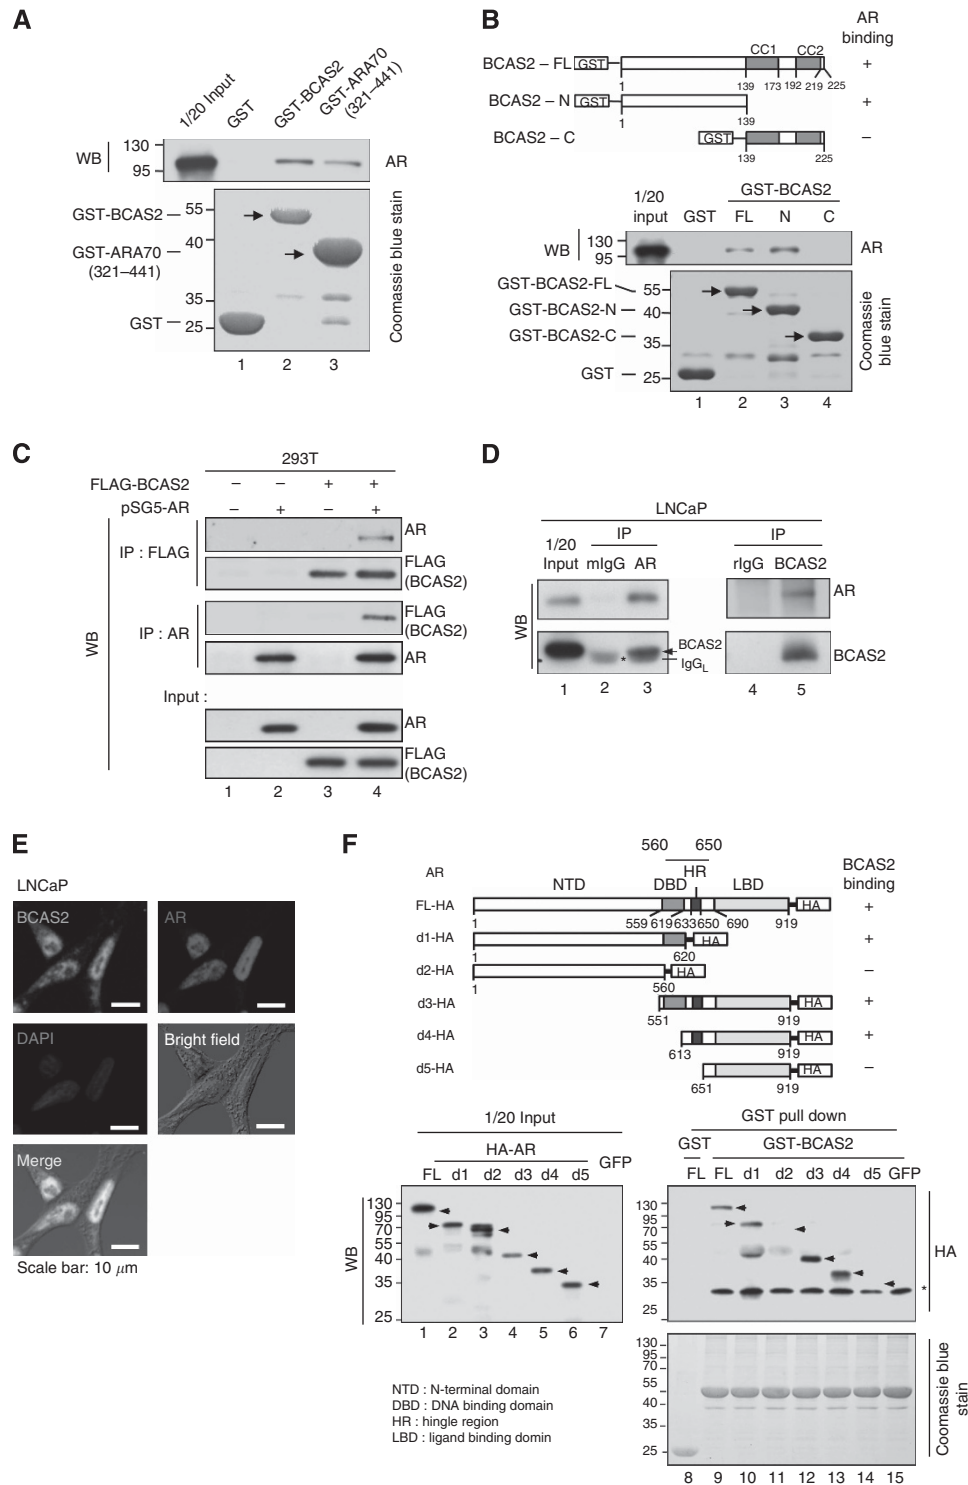 A
1/20 Input
GST
GST-BCAS2
GST-ARA70
(321–441)
WB
130
95
AR
GST-BCAS2
GST-ARA70
(321–441)
GST
55
40
35
25
Coomassie blue stain
1 2 3
B
AR
binding
CC1 CC2
BCAS2 – FL GST +
1 139 173 192 219 225
BCAS2 – N GST +
1 139
BCAS2 – C GST –
139 225
1/20
input
GST
GST-BCAS2
FL N C
WB
130
95
AR
GST-BCAS2-FL
GST-BCAS2-N
GST-BCAS2-C
GST
55
40
35
25
Coomassie
blue stain
1 2 3 4
C
293T
FLAG-BCAS2 – – + +
pSG5-AR – + – +
WB
IP : FLAG
AR
FLAG
(BCAS2)
IP : AR
FLAG
(BCAS2)
AR
Input :
AR
FLAG
(BCAS2)
1 2 3 4
D
LNCaP
IP IP
1/20
Input mIgG AR rIgG BCAS2
WB
AR
BCAS2
IgGL
*
BCAS2
1 2 3 4 5
E
LNCaP
BCAS2
AR
DAPI
Bright field
Merge
Scale bar: 10 μm
F
560 650
HR
AR NTD DBD LBD
BCAS2
binding
FL-HA HA +
1 559 619 633 650 690 919
d1-HA HA +
1 620
d2-HA HA –
1 560
d3-HA HA +
551 919
d4-HA HA +
613 919
d5-HA HA –
651 919
1/20 Input
HA-AR
GFP
FL d1 d2 d3 d4 d5
WB
130
95
70
55
40
35
25
1 2 3 4 5 6 7
GST pull down
GST GST-BCAS2
FL FL d1 d2 d3 d4 d5 GFP
130
95
70
55
40
35
25
HA
*
130
95
70
55
40
35
25
Coomassie blue
stain
8 9 10 11 12 13 14 15
NTD : N-terminal domain
DBD : DNA binding domain
HR : hingle region
LBD : ligand binding domin